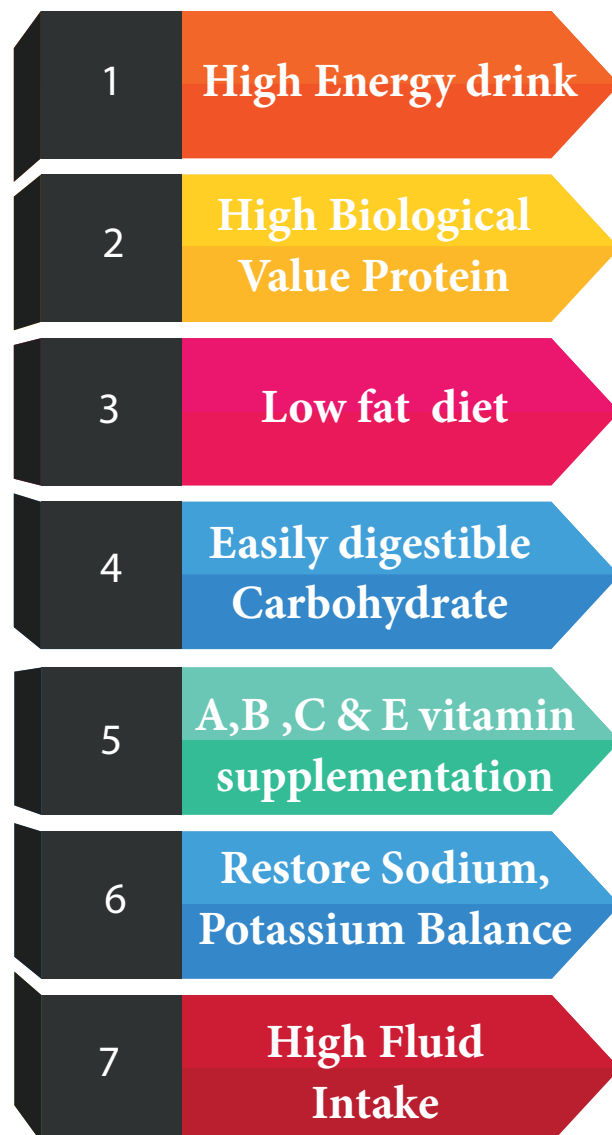 1
High Energy drink
2
High Biological
Value Protein
3
Low fat diet
4
Easily digestible
Carbohydrate
5
A,B ,C & E vitamin
supplementation
6
Restore Sodium,
Potassium Balance
7
High Fluid
Intake